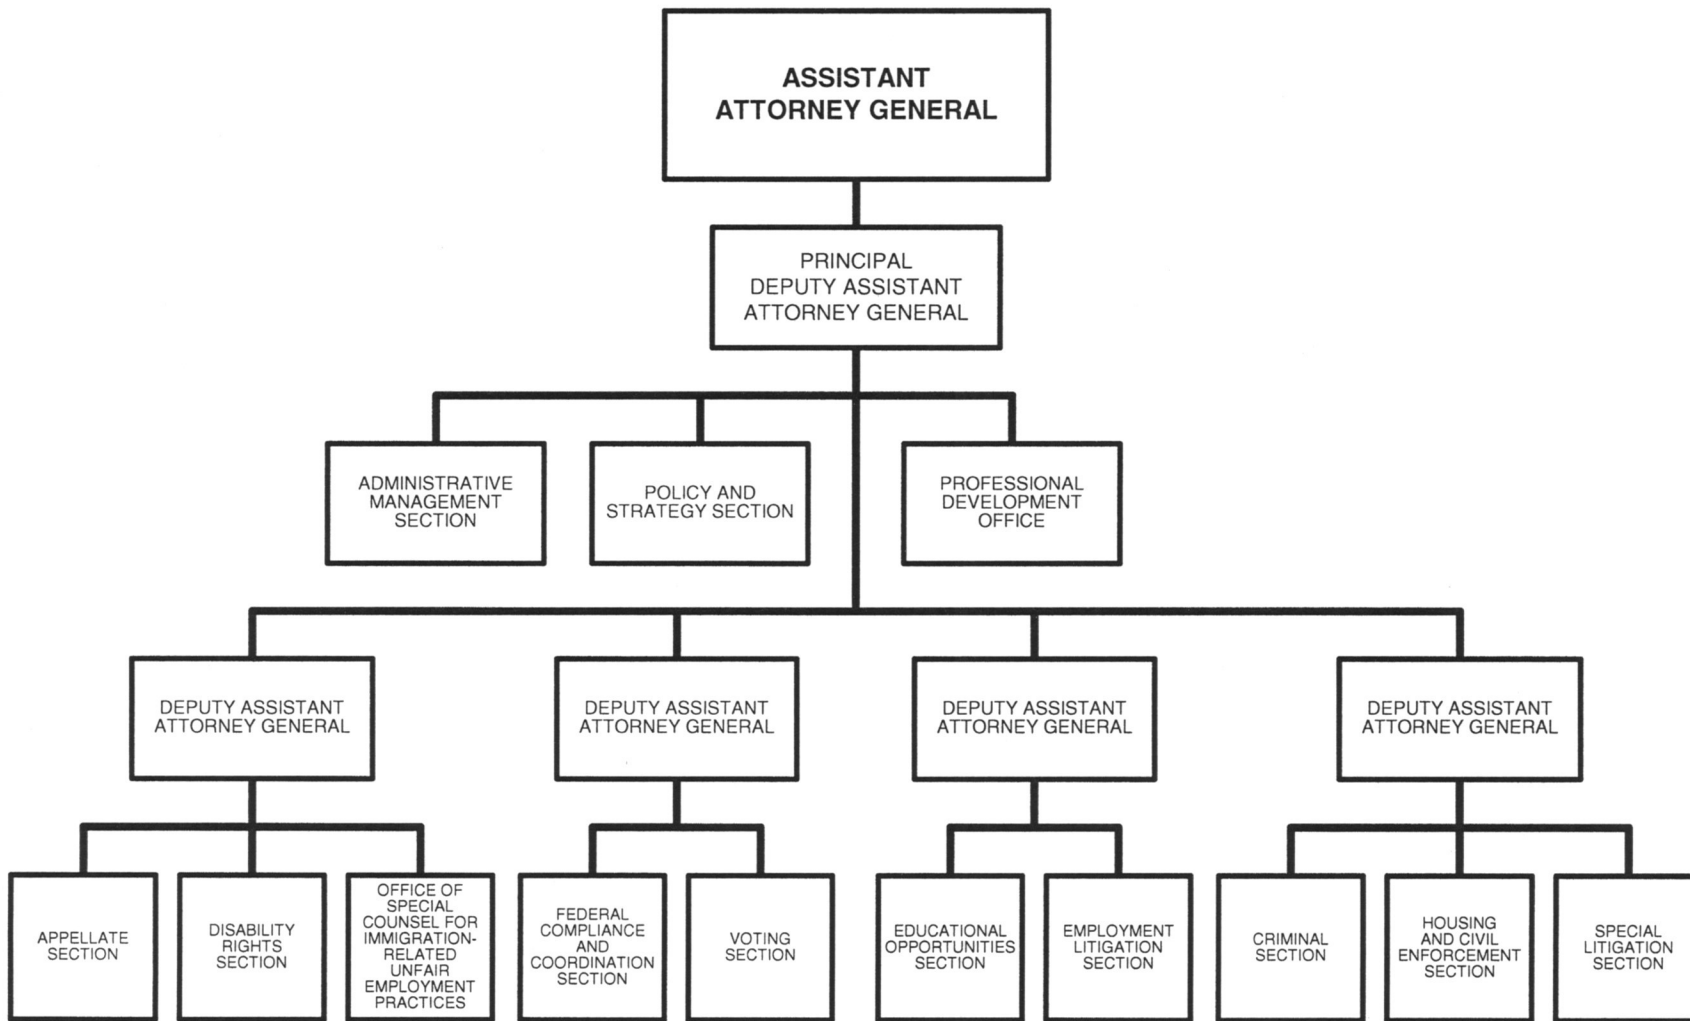 ASSISTANT
ATTORNEY GENERAL
PRINCIPAL
DEPUTY ASSISTANT
ATTORNEY GENERAL
ADMINISTRATIVE
MANAGEMENT
SECTION
POLICY AND
STRATEGY SECTION
PROFESSIONAL
DEVELOPMENT
OFFICE
DEPUTY ASSISTANT
ATTORNEY GENERAL
DEPUTY ASSISTANT
ATTORNEY GENERAL
DEPUTY ASSISTANT
ATTORNEY GENERAL
DEPUTY ASSISTANT
ATTORNEY GENERAL
APPELLATE
SECTION
DISABILITY
RIGHTS
SECTION
OFFICE OF
SPECIAL
COUNSEL FOR
IMMIGRATION-
RELATED
UNFAIR
EMPLOYMENT
PRACTICES
FEDERAL
COMPLIANCE
AND
COORDINATION
SECTION
VOTING
SECTION
EDUCATIONAL
OPPORTUNITIES
SECTION
EMPLOYMENT
LITIGATION
SECTION
CRIMINAL
SECTION
HOUSING
AND CIVIL
ENFORCEMENT
SECTION
SPECIAL
LITIGATION
SECTION